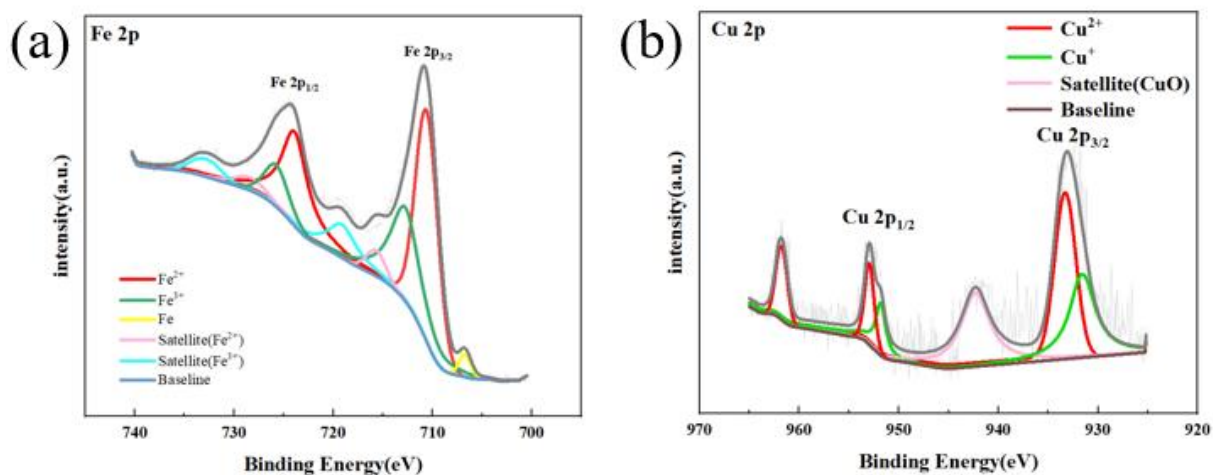 (a)
Fe 2p
Fe 2p1/2
Fe 2p3/2
intensity(a.u.)
Fe2+
Fe3+
Fe
Satellite(Fe2+)
Satellite(Fe3+)
Baseline
740 730 720 710 700
Binding Energy(eV)
(b)
Cu 2p
Cu2+
Cu+
Satellite(CuO)
Baseline
Cu 2p3/2
Cu 2p1/2
intensity(a.u.)
970 960 950 940 930 920
Binding Energy(eV)